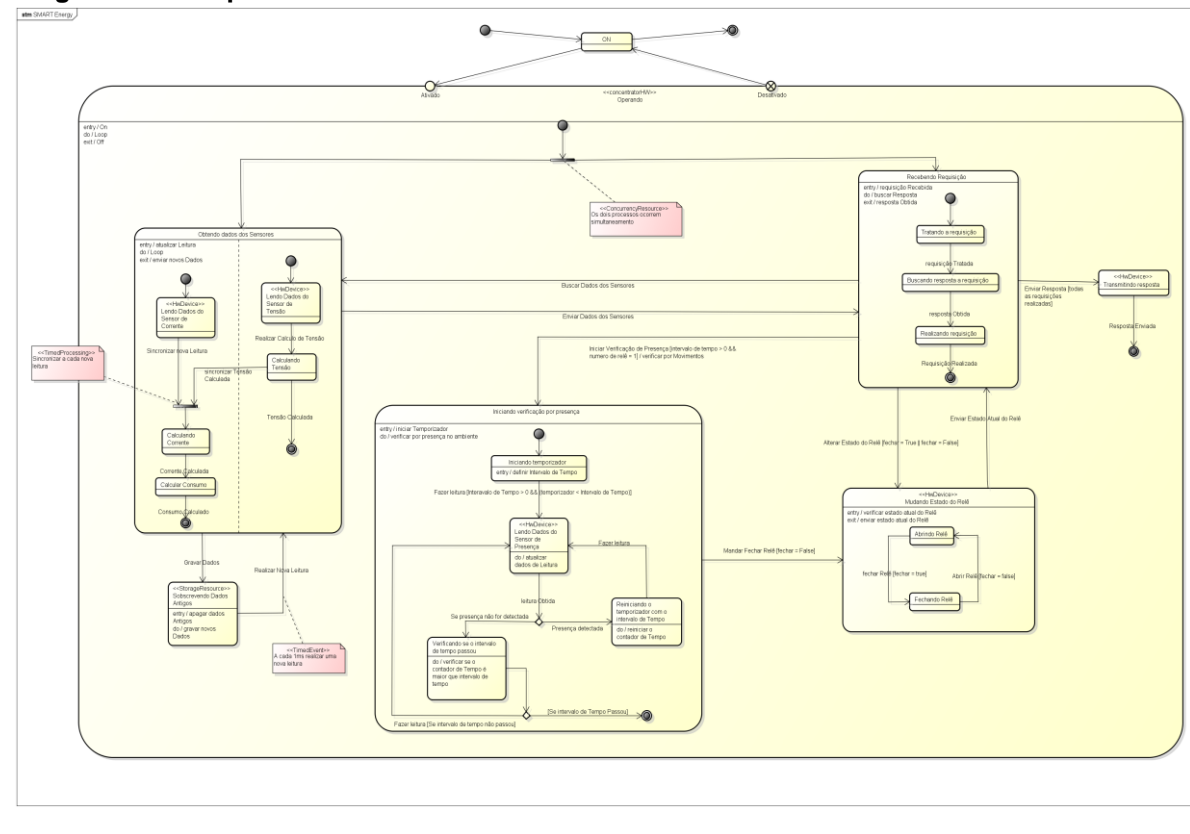 stm SMART Energy
ON
Ativado
<<concentratorHW>>
Operando
Desativado
entry / On
do / Loop
exit / Off
<<ConcurrencyResource>>
Os dois processos ocorrem
simultaneamento
Recebendo Requisição
entry / requisição Recebida
do / buscar Resposta
exit / resposta Obtida
Tratando a requisição
requisição Tratada
Buscando resposta a requisição
resposta Obtida
Realizando requisição
Requisição Realizada
Enviar Resposta [todas
as requisições
realizadas]
<<HwDevice>>
Transmitindo resposta
Resposta Enviada
Obtendo dados dos Sensores
entry / atualizar Leitura
do / Loop
exit / enviar novos Dados
<<HwDevice>>
Lendo Dados do
Sensor de
Corrente
<<HwDevice>>
Lendo Dados do
Sensor da
Tensão
Sincronizar nova Leitura
Realizar Calculo de Tensão
Calculando
Tensão
sincronizar Tensão
Calculada
Tensão Calculada
Calculando
Corrente
Corrente Calculada
Calcular Consumo
Consumo Calculado
<<TimedProcessing>>
Sincronizar a cada nova
leitura
Buscar Dados dos Sensores
Enviar Dados dos Sensores
Iniciar Verificação de Presença [intervalo de tempo > 0 &&
numero de relê = 1] / verificar por Movimentos
Gravar Dados
Realizar Nova Leitura
<<StorageResource>>
Sobscrevendo Dados
Antigos
entry / apagar dados
Antigos
do / gravar novos
Dados
<<TimedEvent>>
A cada 1ms realizar uma
nova leitura
Iniciando verificação por presença
entry / iniciar Temporizador
do / verificar por presença no ambiente
Iniciando temporizador
entry / definir Intervalo de Tempo
Fazer leitura [Interavalo de Tempo > 0 && (temporizador < Intervalo de Tempo)]
<<HwDevice>>
Lendo Dados do
Sensor de
Presença
do / atualizar
dados de Leitura
Fazer leitura
leitura Obtida
Se presença não for detectada
Presença detectada
Reiniciando o
temporizador com o
intervalo de Tempo
do / reiniciar o
contador de Tempo
Verificando se o intervalo
de tempo passou
do / verificar se o
contador de Tempo é
maior que intervalo de
tempo
[Se intervalo de Tempo Passou]
Fazer leitura [Se intervalo de tempo não passou]
Mandar Fechar Relê [fechar = False]
Alterar Estado do Relê [fechar = True || fechar = False]
Enviar Estado Atual do Relê
<<HwDevice>>
Mudando Estado do Relê
entry / verificar estado atual do Relê
exit / enviar estado atual do Relê
Abrindo Relê
fechar Relê [fechar = true]
Abrir Relê [fechar = false]
Fechando Relê